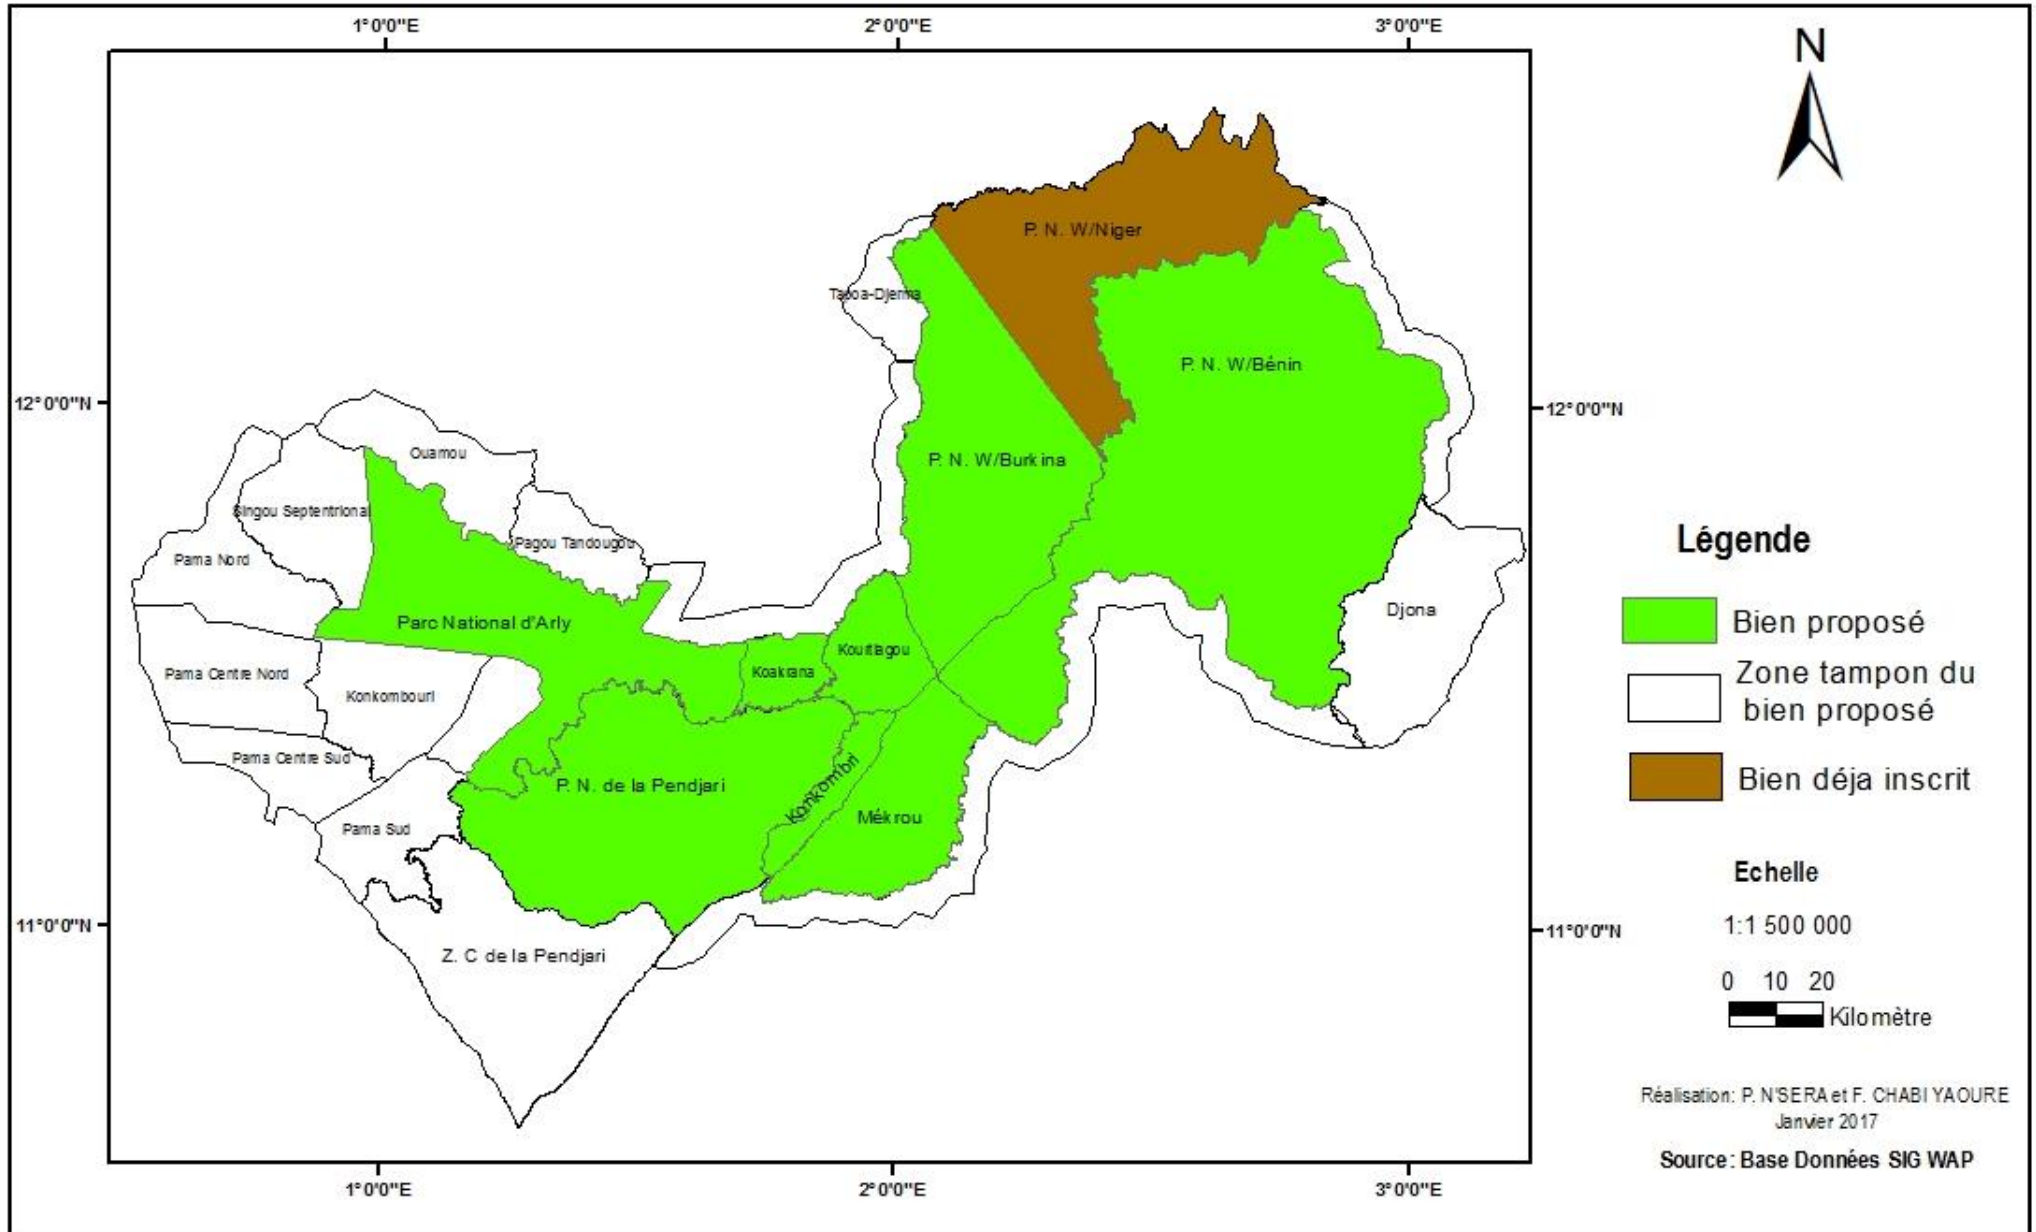 1°0'0"E 2°0'0"E 3°0'0"E
N
P. N. W/Niger
Tapoa-Djerma
P. N. W/Bénin
12°0'0"N 12°0'0"N
Ouamou
P. N. W/Burkina
Singou Septentrional
Pagou Tandougou
Pama Nord
Légende
Djona
Bien proposé
Parc National d'Arly
Kourtiagou
Koakrana
Pama Centre Nord
Zone tampon du
bien proposé
Konkombouri
Pama Centre Sud
Bien déja inscrit
P. N. de la Pendjari
Konkombri
Mékrou
Pama Sud
Echelle
1:1 500 000
11°0'0"N 11°0'0"N
Z. C de la Pendjari
0 10 20
Kilomètre
Réalisation: P. N'SERA et F. CHABI YAOURE
Janvier 2017
Source: Base Données SIG WAP
1°0'0"E 2°0'0"E 3°0'0"E